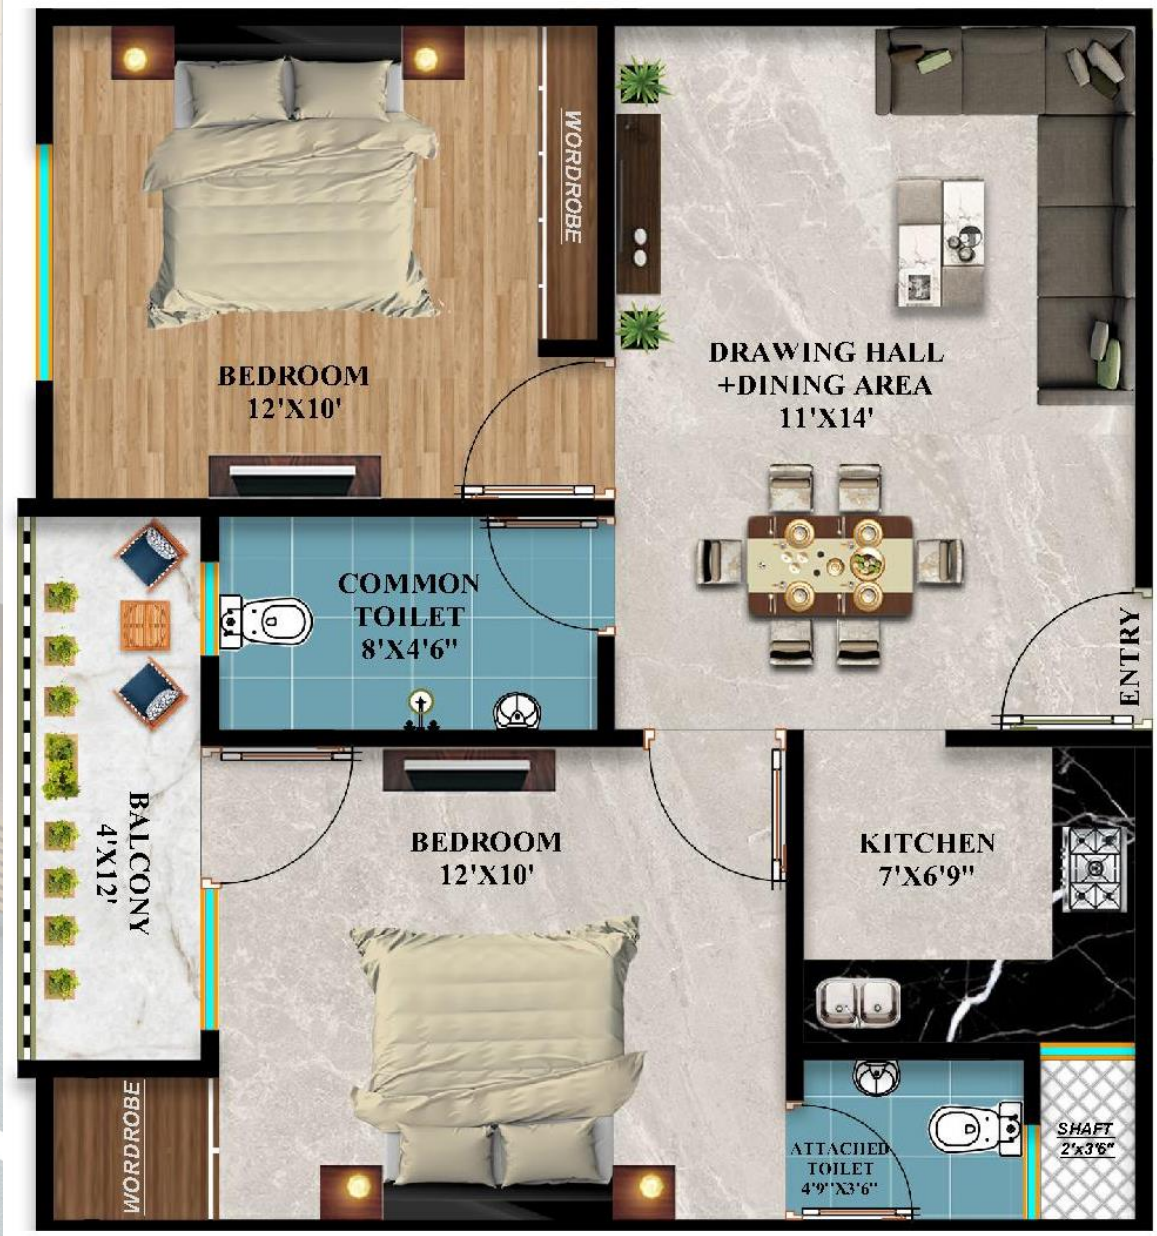 WORDROBE
BEDROOM
12'X10'
DRAWING HALL
+DINING AREA
11'X14'
COMMON
TOILET
8'X4'6"
ENTRY
BALCONY
4'X12'
BEDROOM
12'X10'
KITCHEN
7'X6'9"
WORDROBE
ATTACHED
TOILET
4'9"X3'6"
SHAFT
2'x3'6"